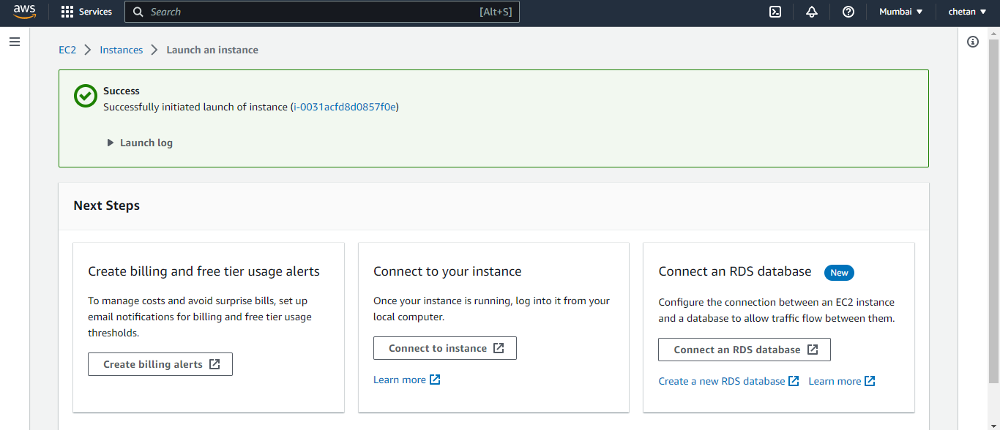 aws Services Search [Alt+S] Mumbai chetan
EC2 Instances Launch an instance
Success
Successfully initiated launch of instance (i-0031acfd8d0857f0e)
Launch log
Next Steps
Create billing and free tier usage alerts
To manage costs and avoid surprise bills, set up
email notifications for billing and free tier usage
thresholds.
Create billing alerts
Connect to your instance
Once your instance is running, log into it from your
local computer.
Connect to instance
Learn more
Connect an RDS database New
Configure the connection between an EC2 instance
and a database to allow traffic flow between them.
Connect an RDS database
Create a new RDS database Learn more